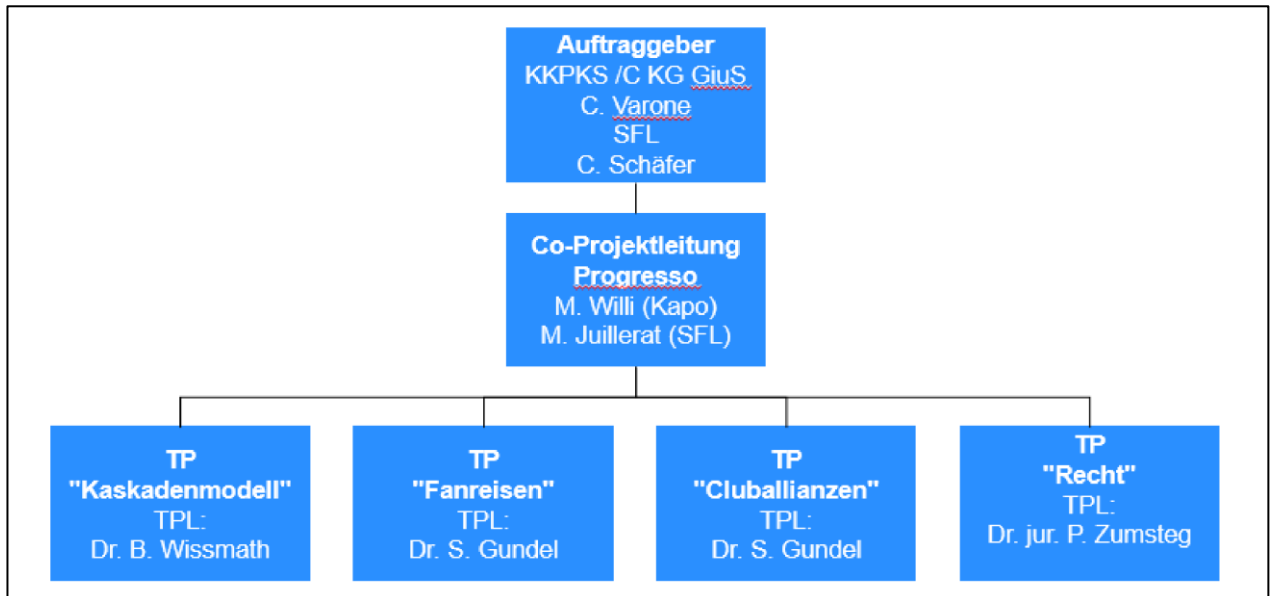 Auftraggeber
KKPKS /C KG GiuS
C. Varone
SFL
C. Schäfer
Co-Projektleitung
Progresso
M. Willi (Kapo)
M. Juillerat (SFL)
TP
"Kaskadenmodell"
TPL:
Dr. B. Wissmath
TP
"Fanreisen"
TPL:
Dr. S. Gundel
TP
"Cluballianzen"
TPL:
Dr. S. Gundel
TP
"Recht"
TPL:
Dr. jur. P. Zumsteg